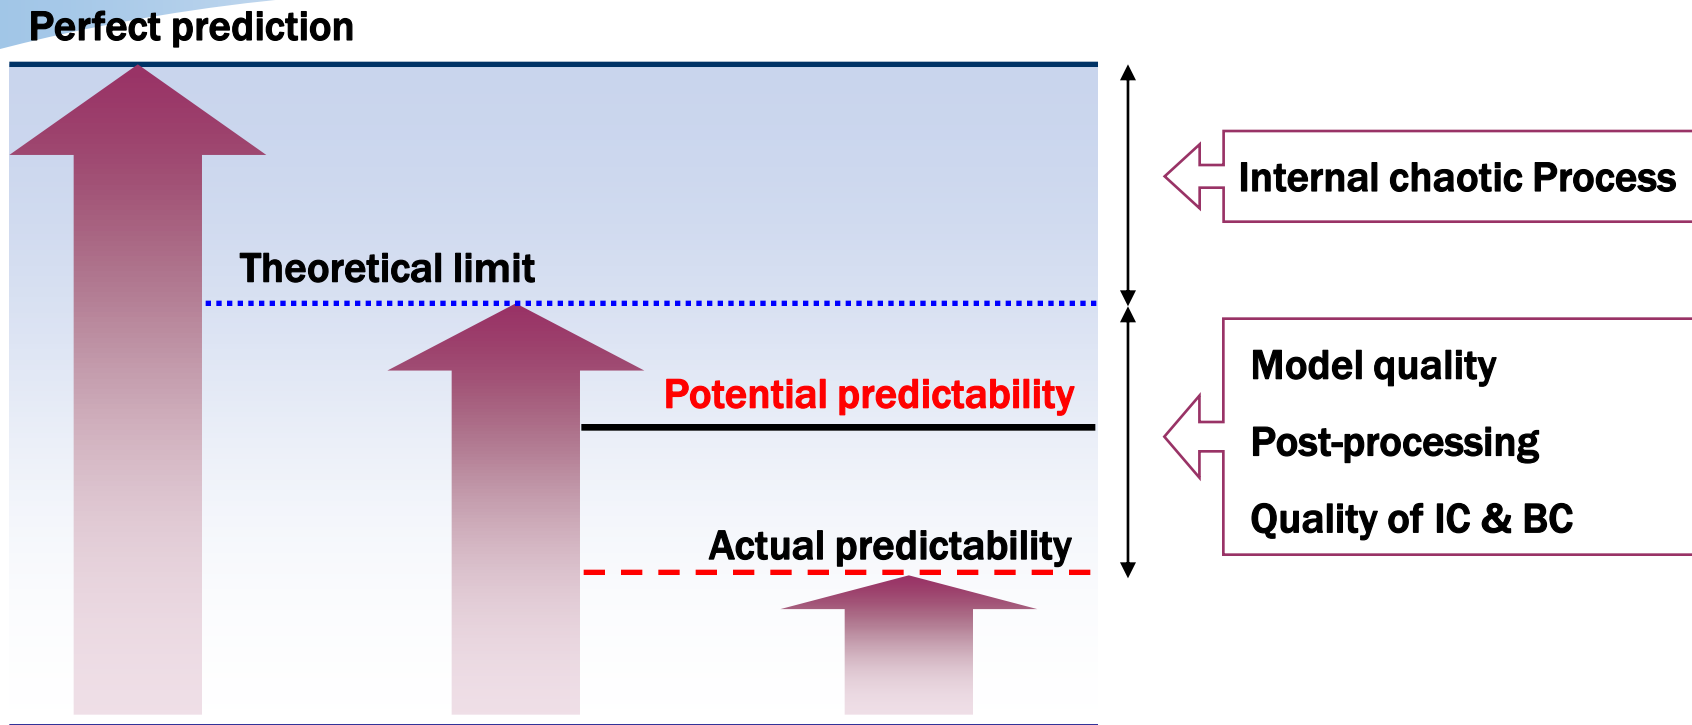 Perfect prediction
Internal chaotic Process
Theoretical limit
Model quality
Potential predictability
Post-processing
Quality of IC & BC
Actual predictability